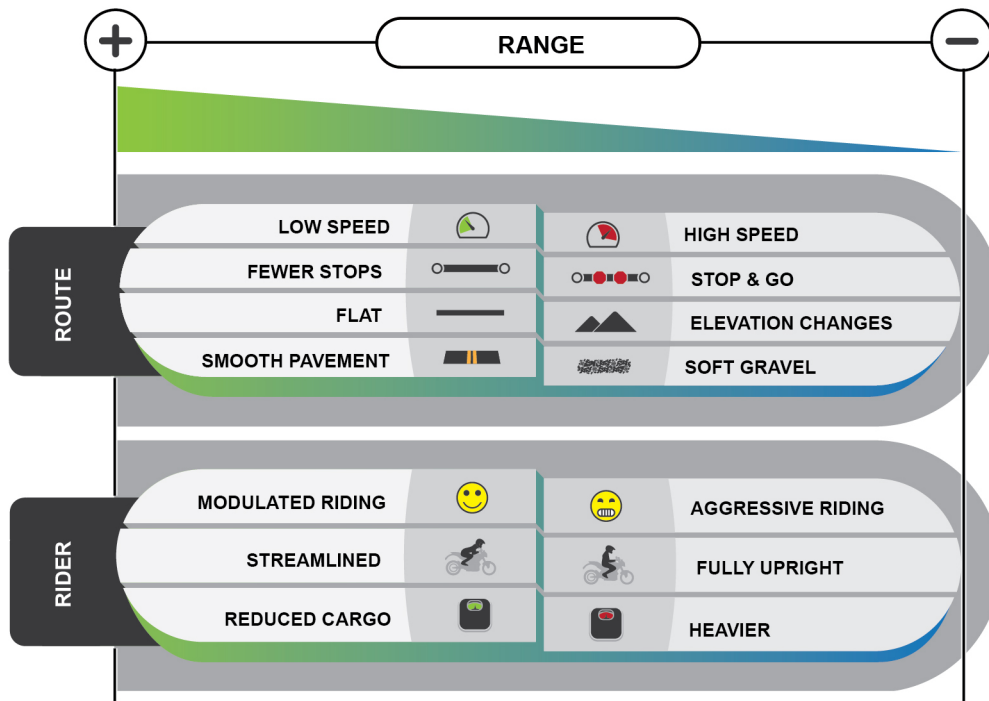 RANGE
ROUTE
LOW SPEED
HIGH SPEED
FEWER STOPS
STOP & GO
FLAT
ELEVATION CHANGES
SMOOTH PAVEMENT
SOFT GRAVEL
RIDER
MODULATED RIDING
AGGRESSIVE RIDING
STREAMLINED
FULLY UPRIGHT
REDUCED CARGO
HEAVIER